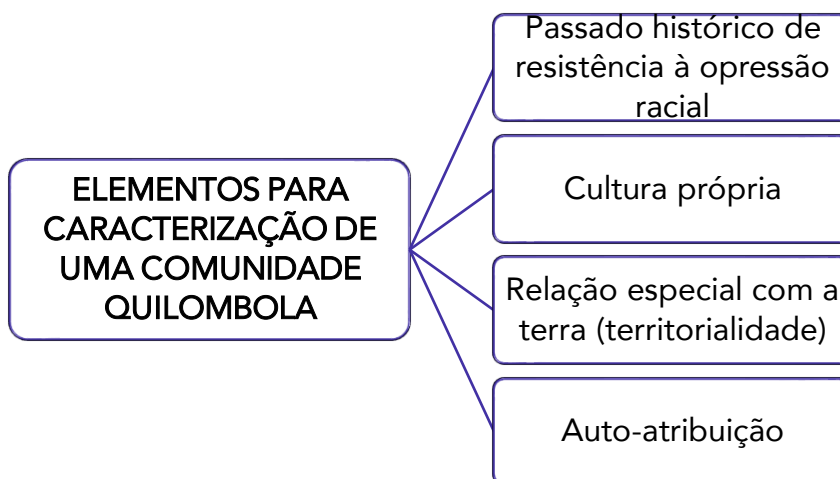 ELEMENTOS PARA
CARACTERIZAÇÃO DE
UMA COMUNIDADE
QUILOMBOLA
Passado histórico de
resistência à opressão
racial
Cultura própria
Relação especial com a
terra (territorialidade)
Auto-atribuição